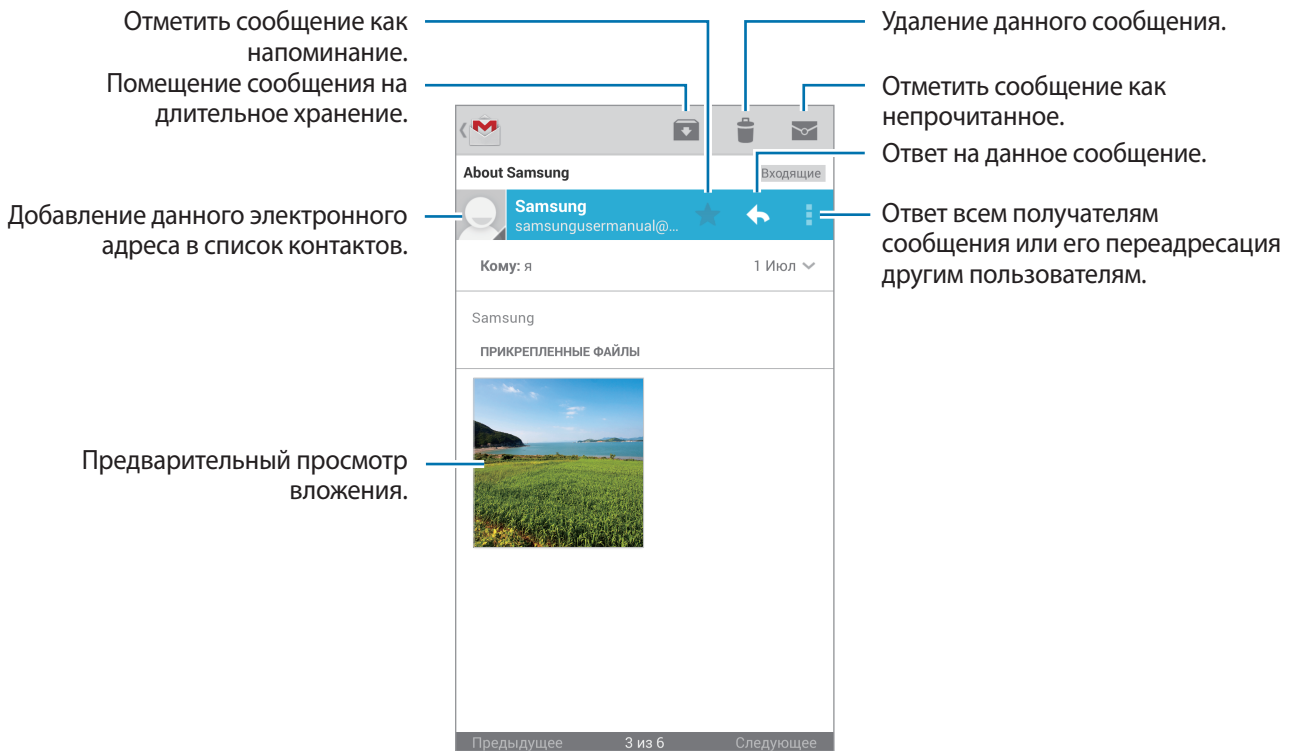 Отметить сообщение как
напоминание.
Помещение сообщения на
длительное хранение.
Добавление данного электронного
адреса в список контактов.
Предварительный просмотр
вложения.
About Samsung
Входящие
Samsung
samsungusermanual@...
Кому: я
1 Июл
Samsung
ПРИКРЕПЛЕННЫЕ ФАЙЛЫ
Предыдущее
3 из 6
Следующее
Удаление данного сообщения.
Отметить сообщение как
непрочитанное.
Ответ на данное сообщение.
Ответ всем получателям
сообщения или его переадресация
другим пользователям.